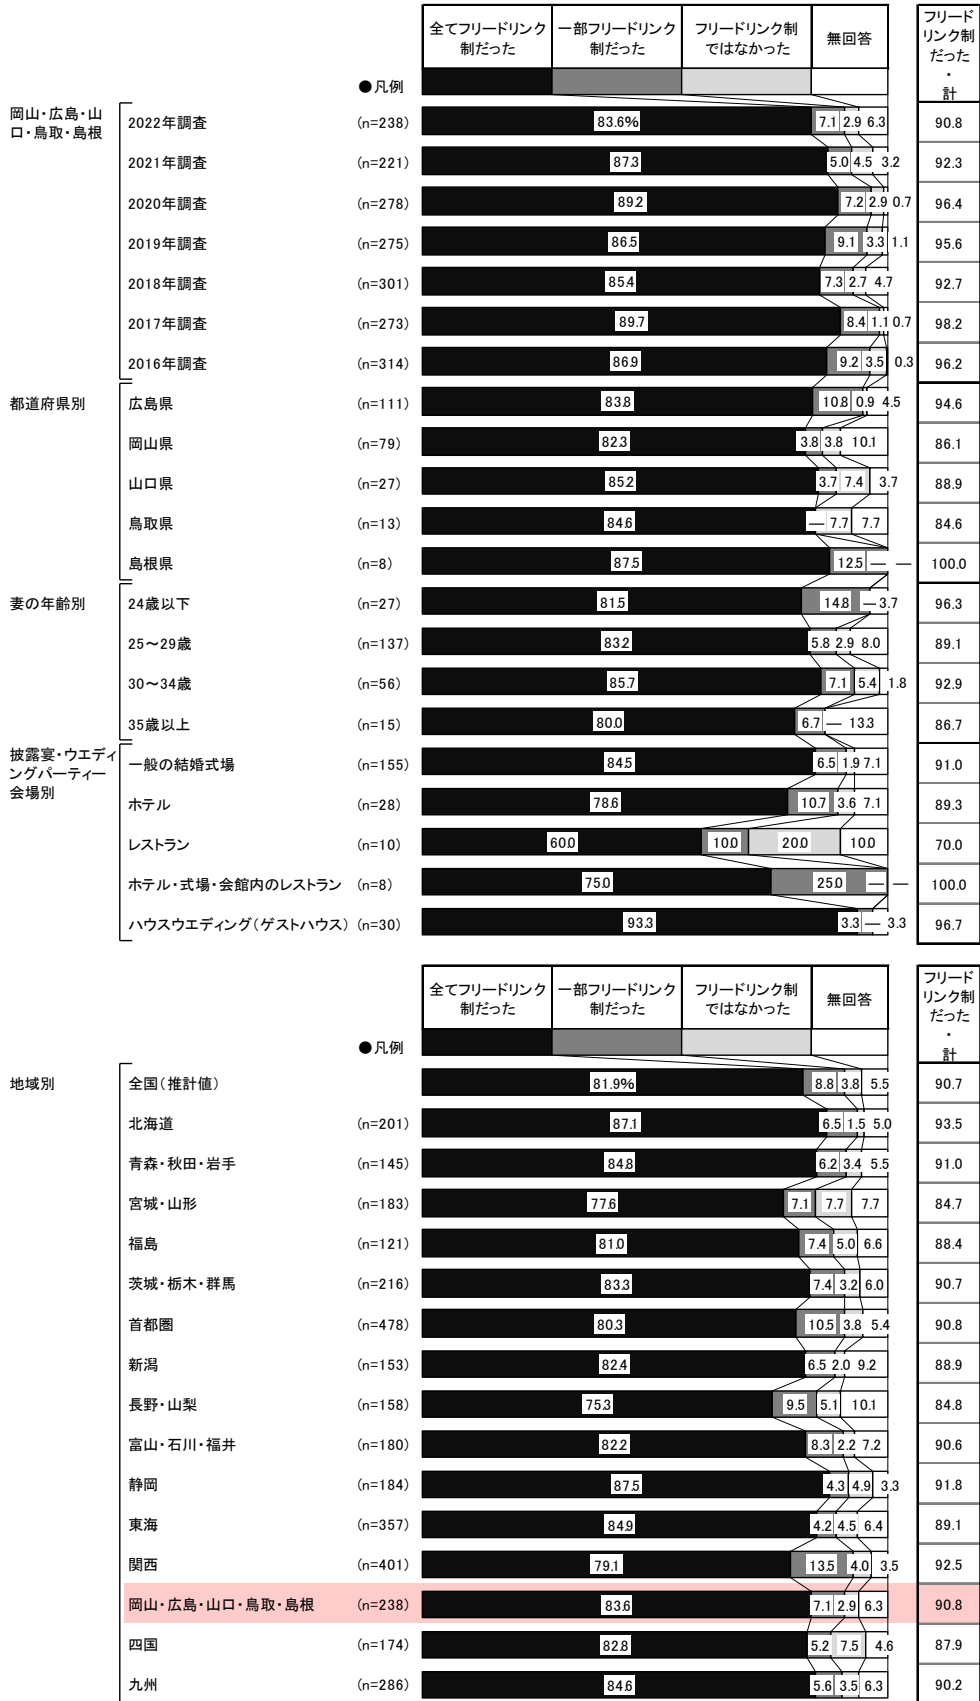 全てフリードリンク
制だった
一部フリードリンク
制だった
フリードリンク制
ではなかった
無回答
フリード
リンク制
だった
・
計
●凡例
岡山・広島・山
口・鳥取・島根
2022年調査 (n=238) 83.6% 7.1 2.9 6.3 90.8
2021年調査 (n=221) 87.3 5.0 4.5 3.2 92.3
2020年調査 (n=278) 89.2 7.2 2.9 0.7 96.4
2019年調査 (n=275) 86.5 9.1 3.3 1.1 95.6
2018年調査 (n=301) 85.4 7.3 2.7 4.7 92.7
2017年調査 (n=273) 89.7 8.4 1.1 0.7 98.2
2016年調査 (n=314) 86.9 9.2 3.5 0.3 96.2
都道府県別 広島県 (n=111) 83.8 10.8 0.9 4.5 94.6
岡山県 (n=79) 82.3 3.8 3.8 10.1 86.1
山口県 (n=27) 85.2 3.7 7.4 3.7 88.9
鳥取県 (n=13) 84.6 ― 7.7 7.7 84.6
島根県 (n=8) 87.5 12.5 ― ― 100.0
妻の年齢別 24歳以下 (n=27) 81.5 14.8 ― 3.7 96.3
25～29歳 (n=137) 83.2 5.8 2.9 8.0 89.1
30～34歳 (n=56) 85.7 7.1 5.4 1.8 92.9
35歳以上 (n=15) 80.0 6.7 ― 13.3 86.7
披露宴・ウエディ
ングパーティー
会場別
一般の結婚式場 (n=155) 84.5 6.5 1.9 7.1 91.0
ホテル (n=28) 78.6 10.7 3.6 7.1 89.3
レストラン (n=10) 60.0 10.0 20.0 10.0 70.0
ホテル・式場・会館内のレストラン (n=8) 75.0 25.0 ― ― 100.0
ハウスウエディング(ゲストハウス) (n=30) 93.3 3.3 ― 3.3 96.7
全てフリードリンク
制だった
一部フリードリンク
制だった
フリードリンク制
ではなかった
無回答
フリード
リンク制
だった
・
計
●凡例
地域別 全国(推計値) 81.9% 8.8 3.8 5.5 90.7
北海道 (n=201) 87.1 6.5 1.5 5.0 93.5
青森・秋田・岩手 (n=145) 84.8 6.2 3.4 5.5 91.0
宮城・山形 (n=183) 77.6 7.1 7.7 7.7 84.7
福島 (n=121) 81.0 7.4 5.0 6.6 88.4
茨城・栃木・群馬 (n=216) 83.3 7.4 3.2 6.0 90.7
首都圏 (n=478) 80.3 10.5 3.8 5.4 90.8
新潟 (n=153) 82.4 6.5 2.0 9.2 88.9
長野・山梨 (n=158) 75.3 9.5 5.1 10.1 84.8
富山・石川・福井 (n=180) 82.2 8.3 2.2 7.2 90.6
静岡 (n=184) 87.5 4.3 4.9 3.3 91.8
東海 (n=357) 84.9 4.2 4.5 6.4 89.1
関西 (n=401) 79.1 13.5 4.0 3.5 92.5
岡山・広島・山口・鳥取・島根 (n=238) 83.6 7.1 2.9 6.3 90.8
四国 (n=174) 82.8 5.2 7.5 4.6 87.9
九州 (n=286) 84.6 5.6 3.5 6.3 90.2